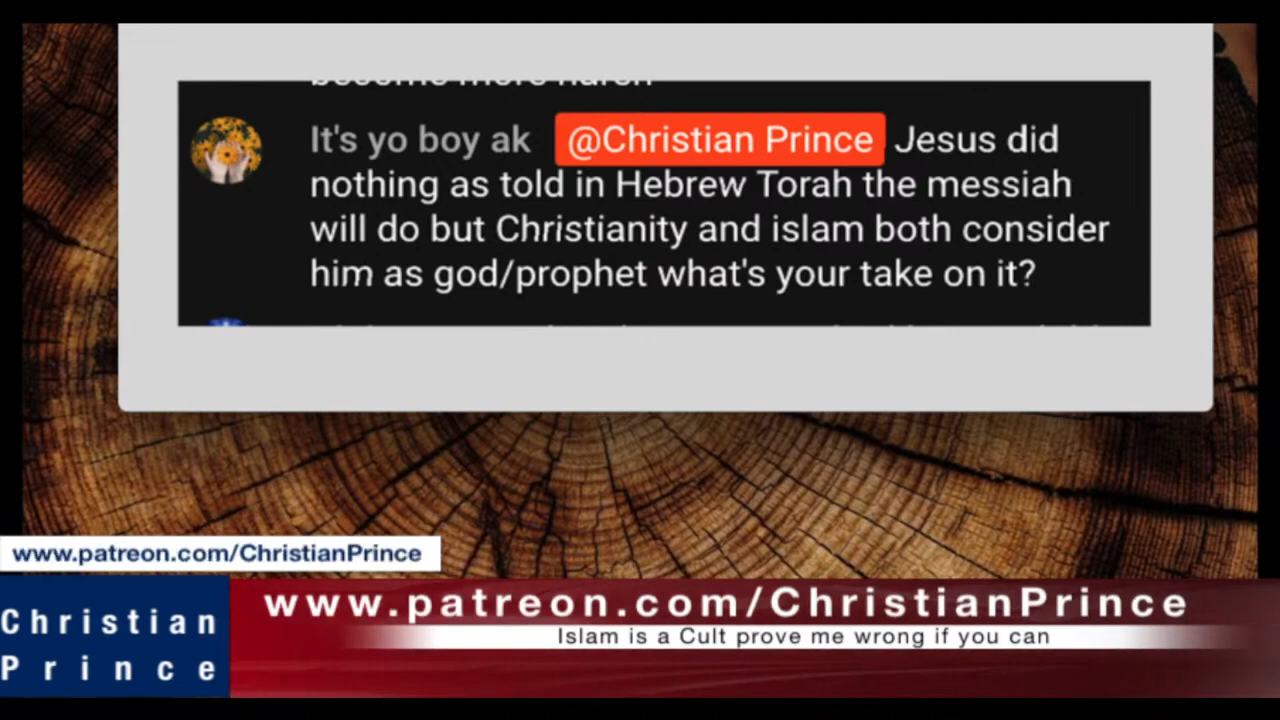 It's yo boy ak @Christian Prince Jesus did
nothing as told in Hebrew Torah the messiah
will do but Christianity and islam both consider
him as god/prophet what's your take on it?
www.patreon.com/ChristianPrince
www.patreon.com/ChristianPrince
Islam is a Cult prove me wrong if you can
Christian
Prince